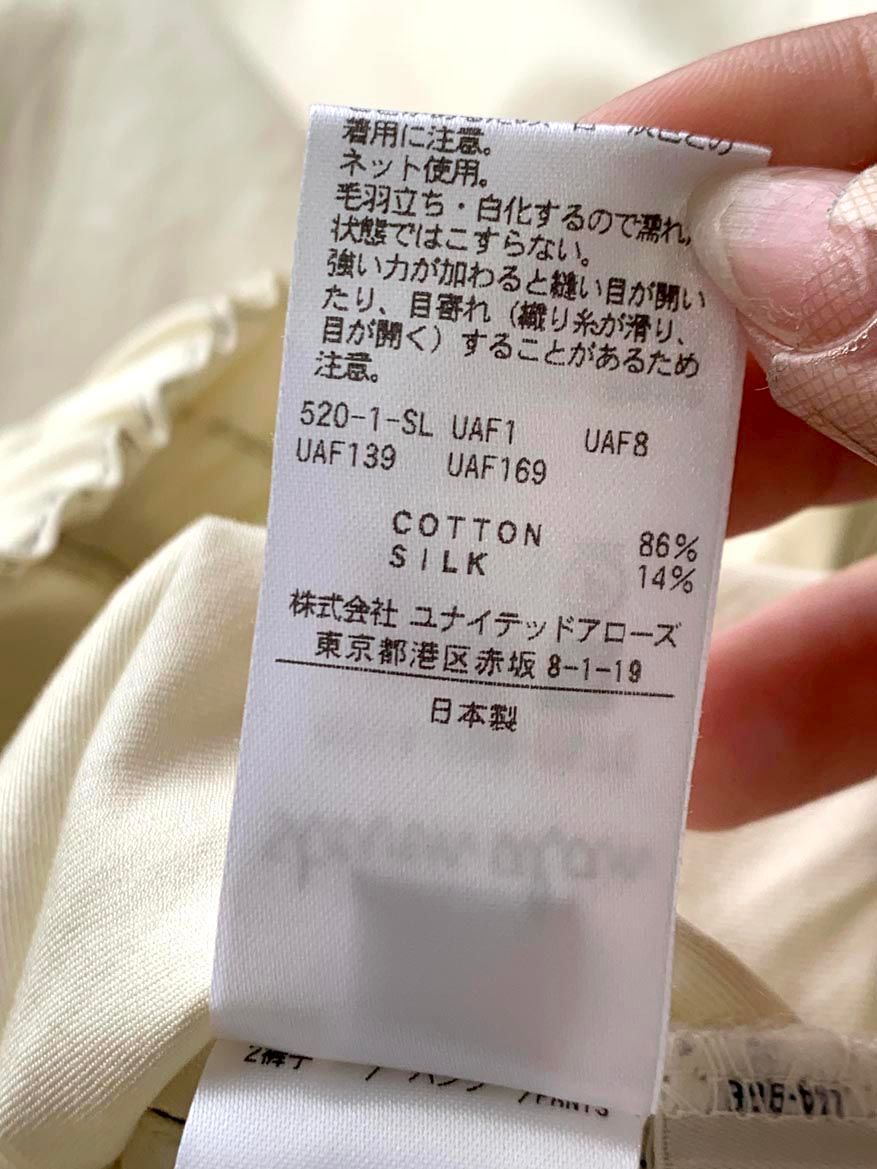 着用に注意。
ネット使用。
毛羽立ち・白化するので濡れ
状態ではこすらない。
強い力が加わると縫い目が開い
たり、目寄れ（織り糸が滑り、
目が開く）することがあるため
注意。
520-1-SL UAF1 UAF8
UAF139 UAF169
COTTON 86%
SILK 14%
株式会社 ユナイテッドアローズ
東京都港区赤坂 8-1-19
日本製